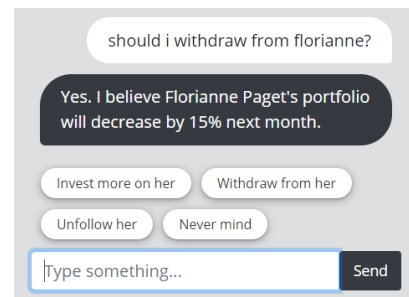 should i withdraw from florianne?
Yes. I believe Florianne Paget's portfolio
will decrease by 15% next month.
Invest more on her
Withdraw from her
Unfollow her
Never mind
Type something...
Send